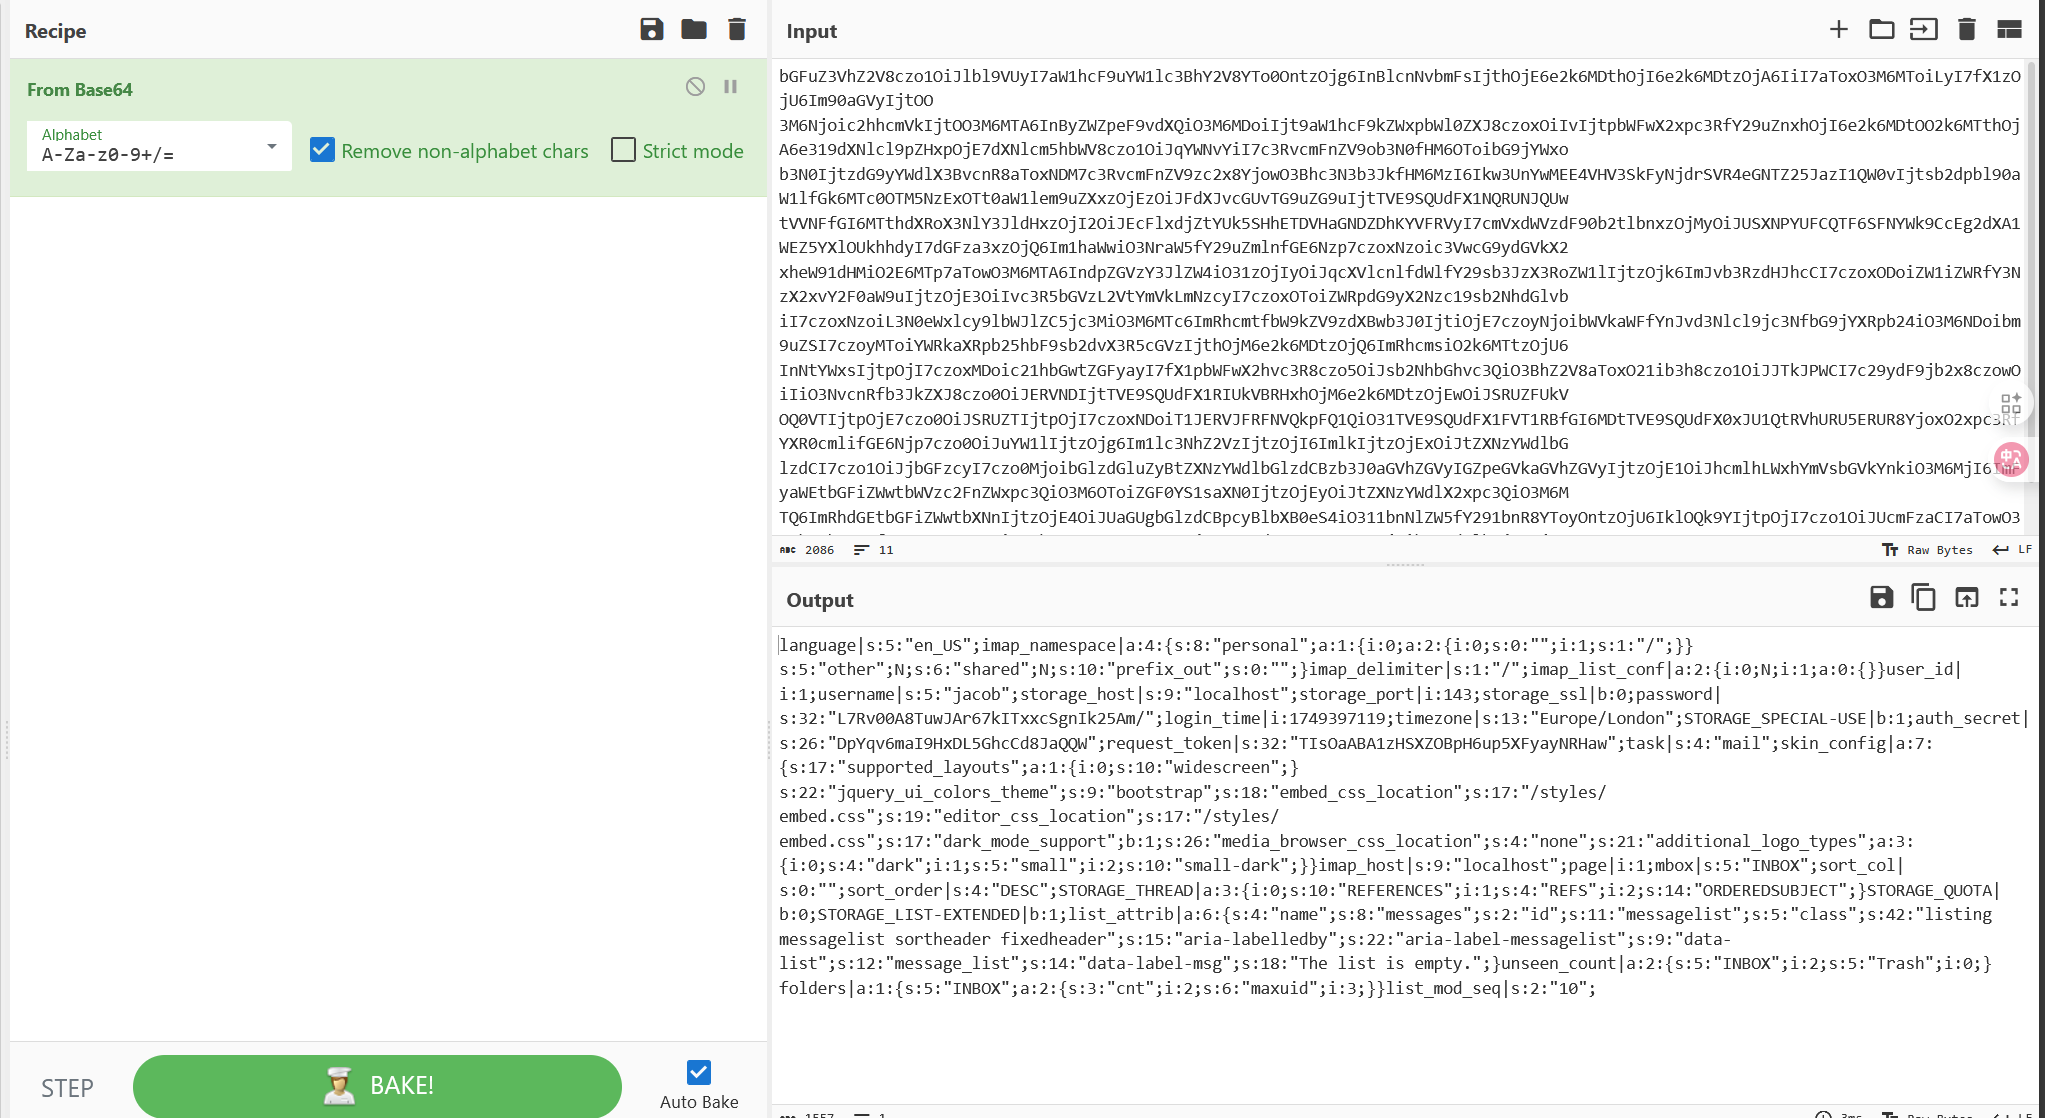 Recipe
From Base64
Alphabet
A-Za-z0-9+/=
Remove non-alphabet chars
Strict mode
STEP
BAKE!
Auto Bake
Input
bGFuZ3VhZ2V8czo1OiJlbl9VUyI7aW1hcF9uYW1lc3BhY2V8YTo0OntzOjg6InBlcnNvbmFsIjthOjE6e2k6MDthOjI6e2k6MDtzOjA6IiI7aToxO3M6MToiLyI7fX1zO
jU6Im90aGVyIjtOO
3M6Njoic2hhcmVkIjtOO3M6MTA6InByZWZpeF9vdXQiO3M6MDoiIjt9aW1hcF9kZWxpbWl0ZXJ8czoxOiIvIjtpbWFwX2xpc3RfY29uZnxhOjI6e2k6MDtOO2k6MTthOj
A6e319dXNlcl9pZHxpOjE7dXNlcm5hbWV8czo1OiJqYWNvYiI7c3RvcmFnZV9ob3N0fHM6OToibG9jYWxo
b3N0IjtzdG9yYWdlX3BvcnR8aToxNDM7c3RvcmFnZV9zc2x8YjowO3Bhc3N3b3JkfHM6MzI6Ikw3UnYwMEE4VHV3SkFyNjdrSVR4eGNTZ25JazI1QW0vIjtsb2dpbl90a
W1lfGk6MTc0OTM5NzExOTt0aW1lem9uZXxzOjEzOiJFdXJvcGUvTG9uZG9uIjtTVE9SQUdFX1NQRUNJQUw
tVVNFfGI6MTthdXRoX3NlY3JldHxzOjI2OiJEcFlxdjZtYUk5SHhETDVHaGNDZDhKYVFRVyI7cmVxdWVzdF90b2tlbnxzOjMyOiJUSXNPYUFCQTF6SFNYWk9CcEg2dXA1
WEZ5YXlOUkhhdyI7dGFza3xzOjQ6Im1haWwiO3NraW5fY29uZmlnfGE6Nzp7czoxNzoic3VwcG9ydGVkX2
xheW91dHMiO2E6MTp7aTowO3M6MTA6IndpZGVzY3JlZW4iO31zOjIyOiJqcXVlcnlfdWlfY29sb3JzX3RoZW1lIjtzOjk6ImJvb3RzdHJhcCI7czoxODoiZW1iZWRfY3N
zX2xvY2F0aW9uIjtzOjE3OiIvc3R5bGVzL2VtYmVkLmNzcyI7czoxOToiZWRpdG9yX2Nzc19sb2NhdGlvb
iI7czoxNzoiL3N0eWxlcy9lbWJlZC5jc3MiO3M6MTc6ImRhcmtfbW9kZV9zdXBwb3J0IjtiOjE7czoyNjoibWVkaWFfYnJvd3Nlcl9jc3NfbG9jYXRpb24iO3M6NDoibm
9uZSI7czoyMToiYWRkaXRpb25hbF9sb2dvX3R5cGVzIjthOjM6e2k6MDtzOjQ6ImRhcmsiO2k6MTtzOjU6
InNtYWxsIjtpOjI7czoxMDoic21hbGwtZGFyayI7fX1pbWFwX2hvc3R8czo5OiJsb2NhbGhvc3QiO3BhZ2V8aToxO21ib3h8czo1OiJJTkJPWCI7c29ydF9jb2x8czowO
iIiO3NvcnRfb3JkZXJ8czo0OiJERVNDIjtTVE9SQUdFX1RIUkVBRHxhOjM6e2k6MDtzOjEwOiJSRUZFUkV
OQ0VTIjtpOjE7czo0OiJSRUZTIjtpOjI7czoxNDoiT1JERVJFRFNVQkpFQ1QiO31TVE9SQUdFX1FVT1RBfGI6MDtTVE9SQUdFX0xJU1QtRVhURU5ERUR8YjoxO2xpc3Rf
YXR0cmlifGE6Njp7czo0OiJuYW1lIjtzOjg6Im1lc3NhZ2VzIjtzOjI6ImlkIjtzOjExOiJtZXNzYWdlbG
lzdCI7czo1OiJjbGFzcyI7czo0MjoibGlzdGluZyBtZXNzYWdlbGlzdCBzb3J0aGVhZGVyIGZpeGVkaGVhZGVyIjtzOjE1OiJhcmlhLWxhYmVsbGVkYnkiO3M6MjI6ImF
yaWEtbGFiZWwtbWVzc2FnZWxpc3QiO3M6OToiZGF0YS1saXN0IjtzOjEyOiJtZXNzYWdlX2xpc3QiO3M6M
TQ6ImRhdGEtbGFiZWwtbXNnIjtzOjE4OiJUaGUgbGlzdCBpcyBlbXB0eS4iO311bnNlZW5fY291bnR8YToyOntzOjU6IklOQk9YIjtpOjI7czo1OiJUcmFzaCI7aTowO3
2086
11
Raw Bytes
LF
Output
language|s:5:"en_US";imap_namespace|a:4:{s:8:"personal";a:1:{i:0;a:2:{i:0;s:0:"";i:1;s:1:"/";}}
s:5:"other";N;s:6:"shared";N;s:10:"prefix_out";s:0:"";}imap_delimiter|s:1:"/";imap_list_conf|a:2:{i:0;N;i:1;a:0:{}}user_id|
i:1;username|s:5:"jacob";storage_host|s:9:"localhost";storage_port|i:143;storage_ssl|b:0;password|
s:32:"L7Rv00A8TuwJAr67kITxxcSgnIk25Am/";login_time|i:1749397119;timezone|s:13:"Europe/London";STORAGE_SPECIAL-USE|b:1;auth_secret|
s:26:"DpYqv6maI9HxDL5GhcCd8JaQQW";request_token|s:32:"TIsOaABA1zHSXZOBpH6up5XFyayNRHaw";task|s:4:"mail";skin_config|a:7:
{s:17:"supported_layouts";a:1:{i:0;s:10:"widescreen";}
s:22:"jquery_ui_colors_theme";s:9:"bootstrap";s:18:"embed_css_location";s:17:"/styles/
embed.css";s:19:"editor_css_location";s:17:"/styles/
embed.css";s:17:"dark_mode_support";b:1;s:26:"media_browser_css_location";s:4:"none";s:21:"additional_logo_types";a:3:
{i:0;s:4:"dark";i:1;s:5:"small";i:2;s:10:"small-dark";}}imap_host|s:9:"localhost";page|i:1;mbox|s:5:"INBOX";sort_col|
s:0:"";sort_order|s:4:"DESC";STORAGE_THREAD|a:3:{i:0;s:10:"REFERENCES";i:1;s:4:"REFS";i:2;s:14:"ORDEREDSUBJECT";}STORAGE_QUOTA|
b:0;STORAGE_LIST-EXTENDED|b:1;list_attrib|a:6:{s:4:"name";s:8:"messages";s:2:"id";s:11:"messagelist";s:5:"class";s:42:"listing
messagelist sortheader fixedheader";s:15:"aria-labelledby";s:22:"aria-label-messagelist";s:9:"data-
list";s:12:"message_list";s:14:"data-label-msg";s:18:"The list is empty.";}unseen_count|a:2:{s:5:"INBOX";i:2;s:5:"Trash";i:0;}
folders|a:1:{s:5:"INBOX";a:2:{s:3:"cnt";i:2;s:6:"maxuid";i:3;}}list_mod_seq|s:2:"10";